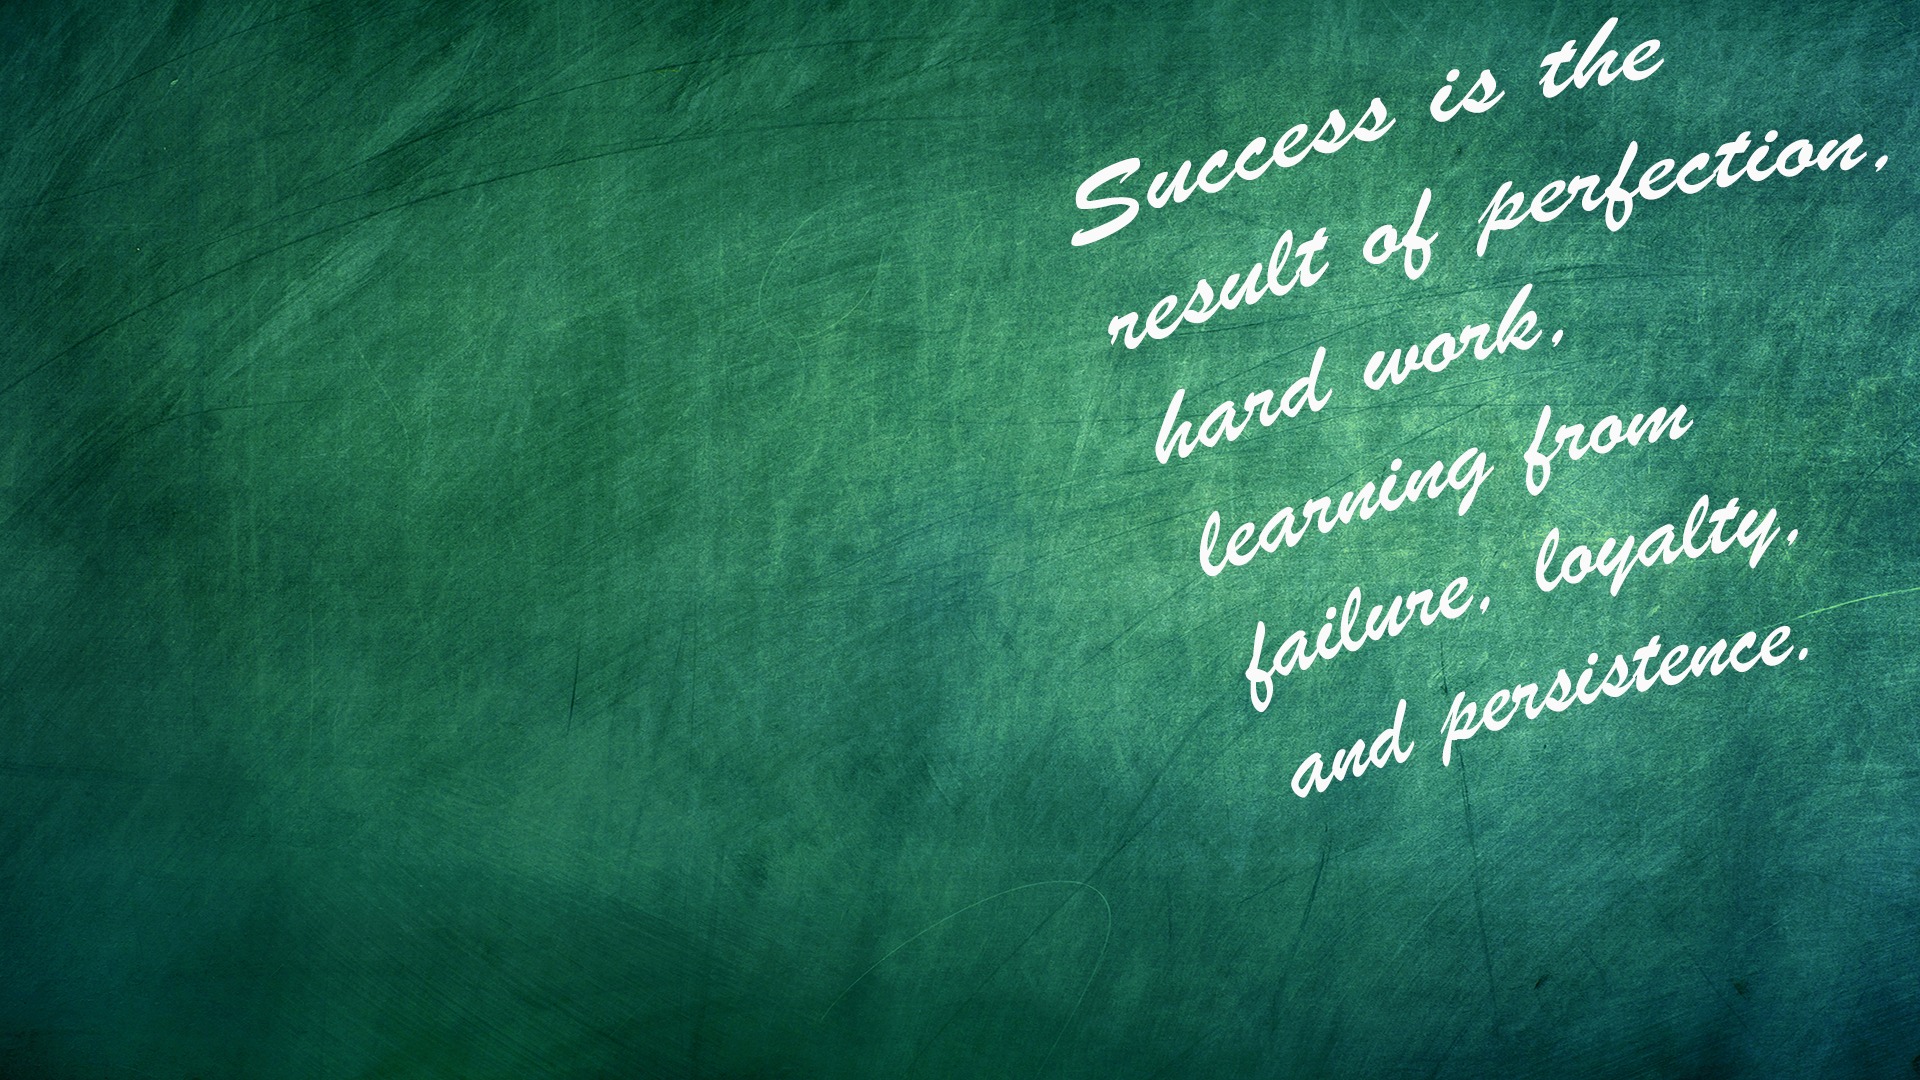 Success is the
result of perfection,
hard work,
learning from
failure, loyalty,
and persistence.